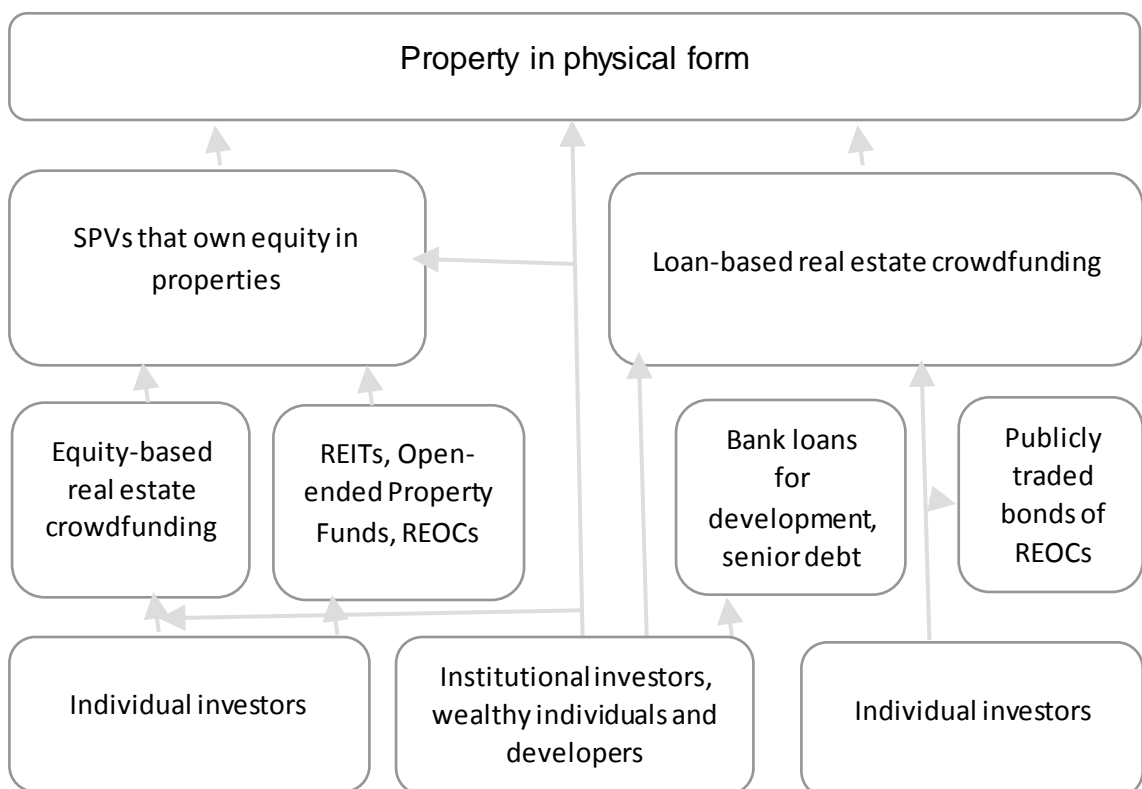 Property in physical form
SPVs that own equity in
properties
Loan-based real estate crowdfunding
Equity-based
real estate
crowdfunding
REITs, Open-
ended Property
Funds, REOCs
Bank loans
for
development,
senior debt
Publicly
traded
bonds of
REOCs
Individual investors
Institutional investors,
wealthy individuals and
developers
Individual investors